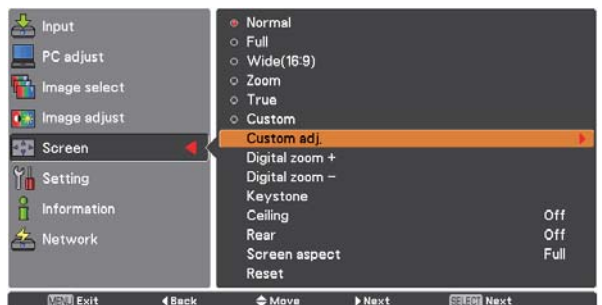 Input
PC adjust
Image select
Image adjust
Screen
Setting
Information
Network
Normal
Full
Wide(16:9)
Zoom
True
Custom
Custom adj.
Digital zoom +
Digital zoom –
Keystone
Ceiling Off
Rear Off
Screen aspect Full
Reset
MENU Exit Back Move Next SELECT Next